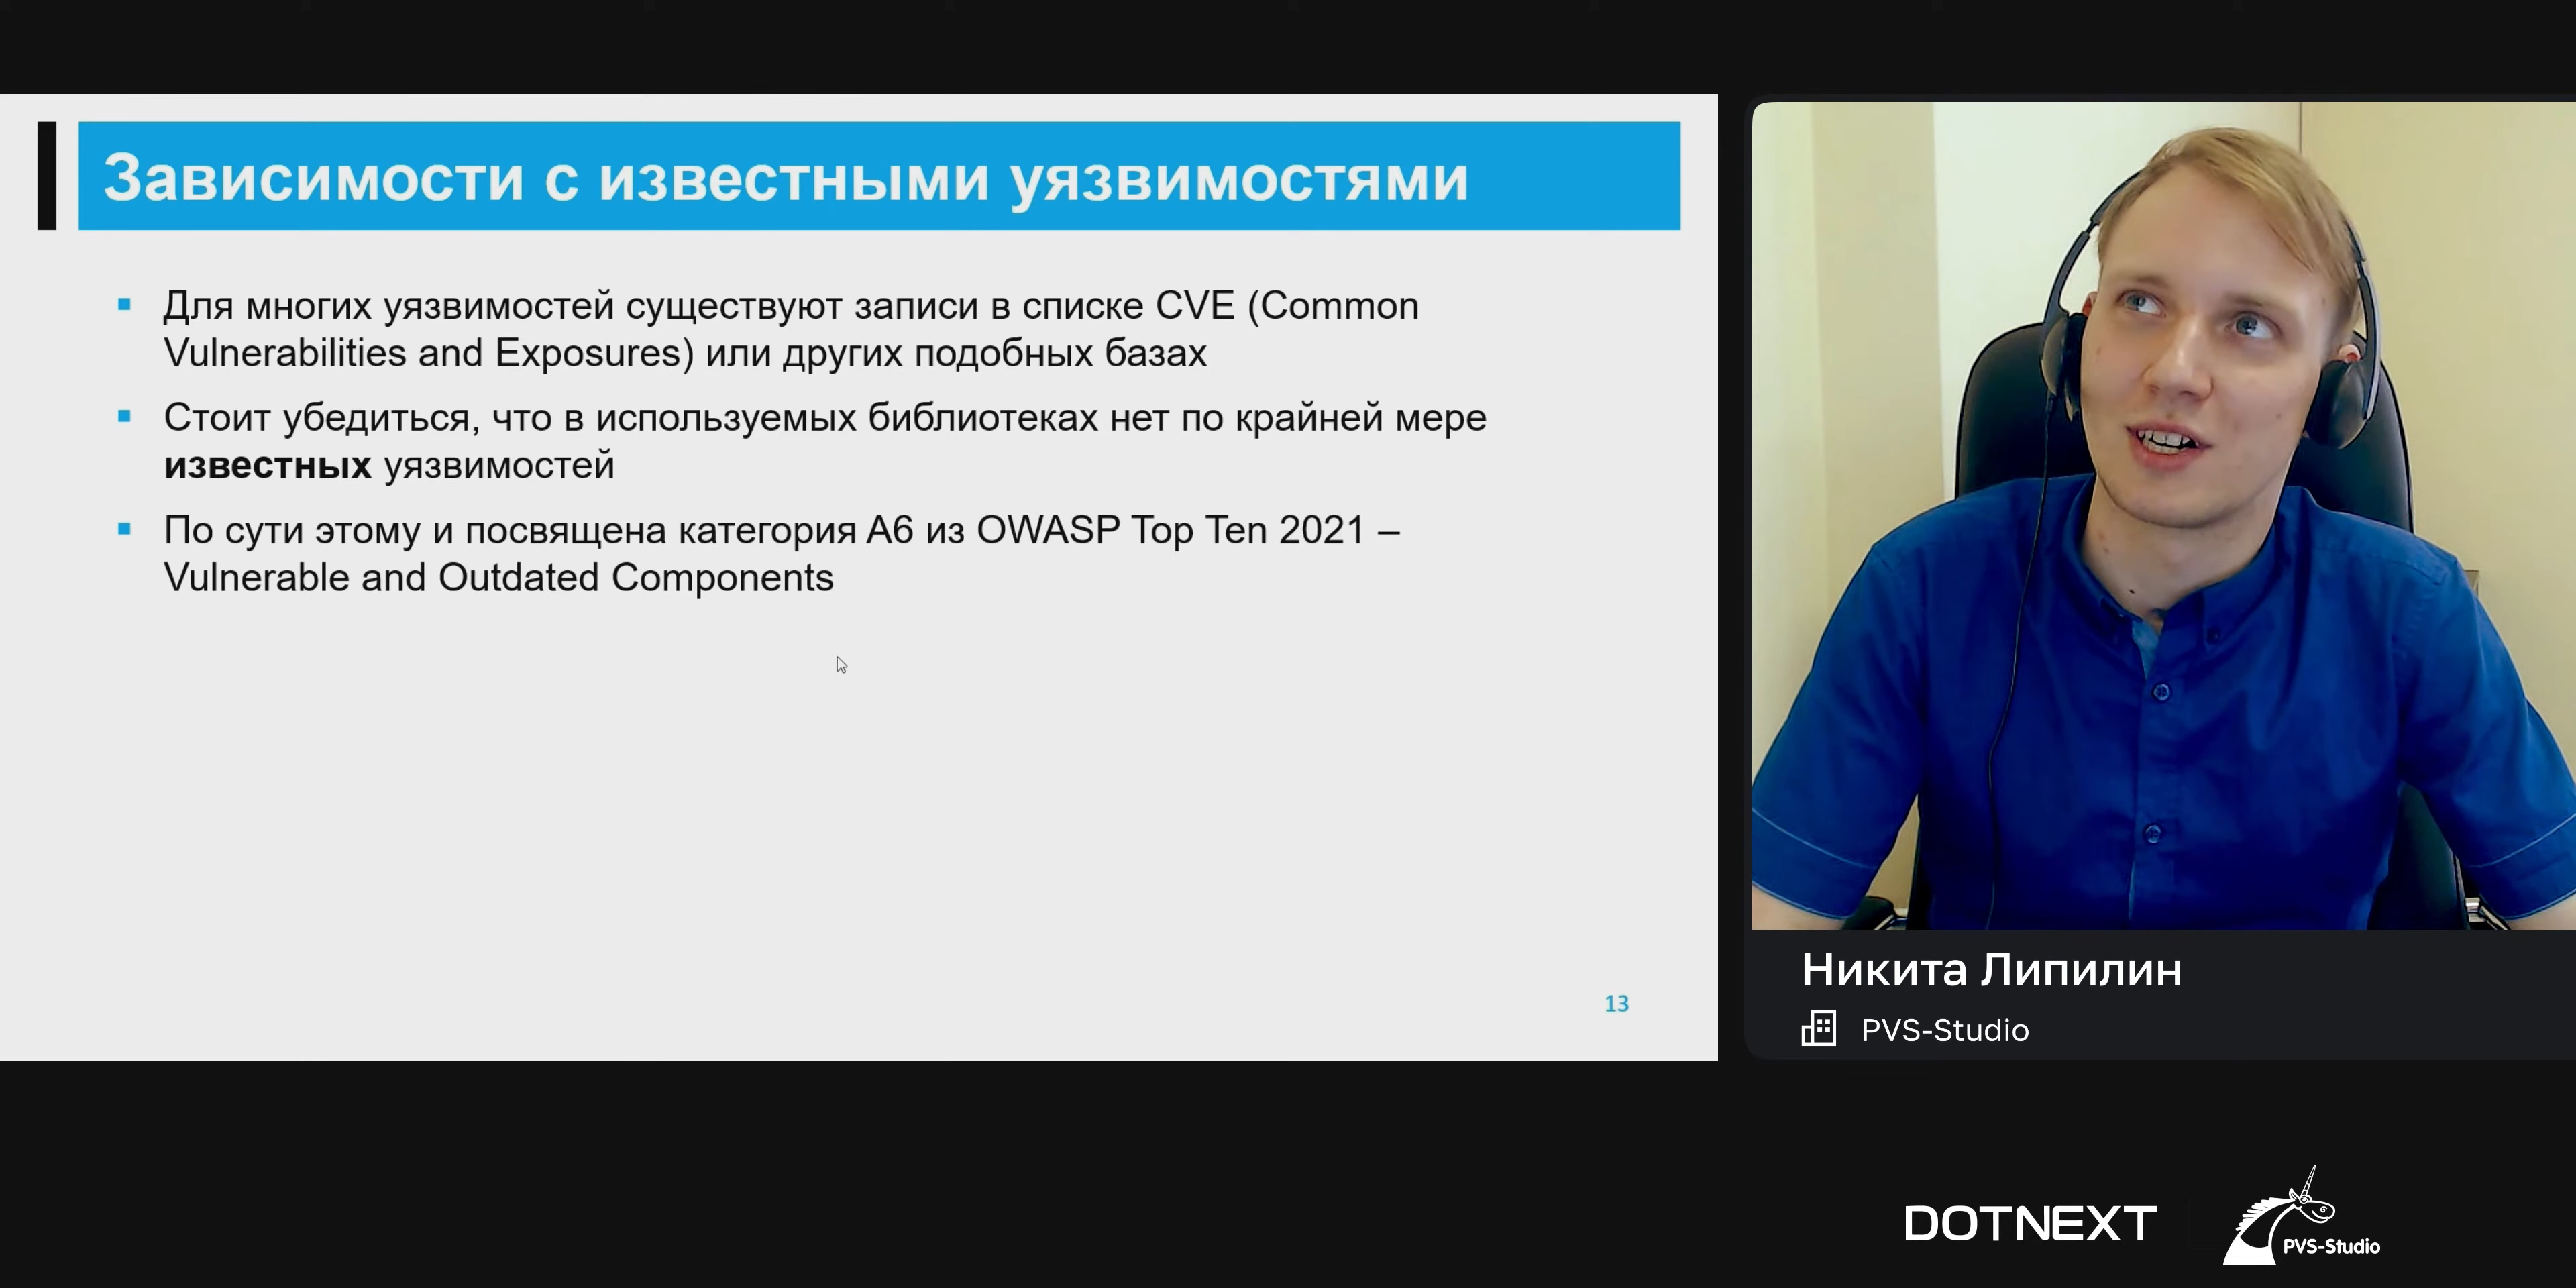 Зависимости с известными уязвимостями
Для многих уязвимостей существуют записи в списке CVE (Common
Vulnerabilities and Exposures) или других подобных базах
Стоит убедиться, что в используемых библиотеках нет по крайней мере
известных уязвимостей
По сути этому и посвящена категория A6 из OWASP Top Ten 2021 –
Vulnerable and Outdated Components
13
Никита Липилин
PVS-Studio
DOTNEXT
PVS-Studio